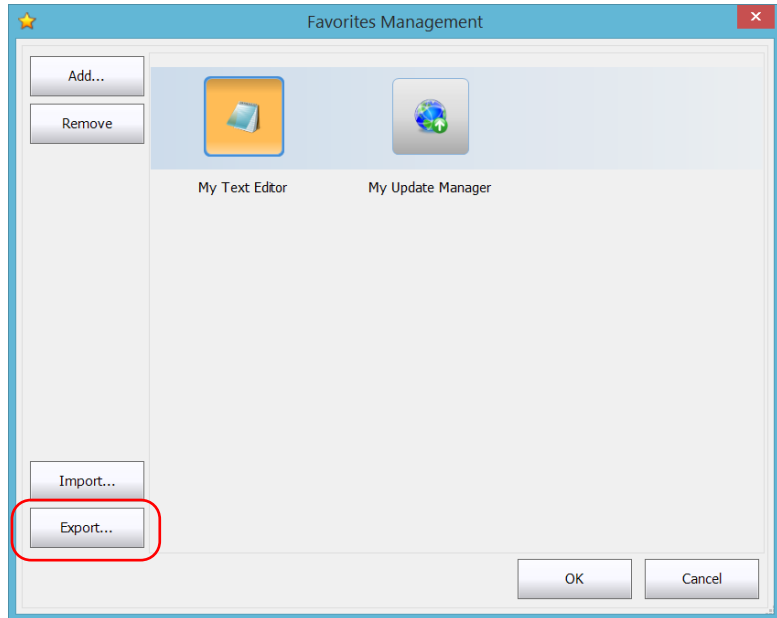 Favorites Management
Add...
Remove
My Text Editor
My Update Manager
Import...
Export...
OK
Cancel